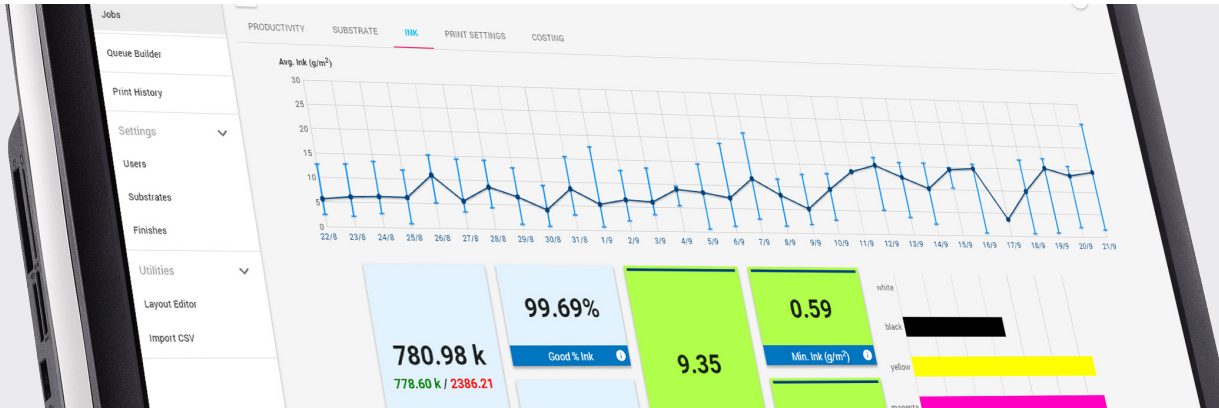 Jobs
PRODUCTIVITY SUBSTRATE INK PRINT SETTINGS COSTING
Queue Builder
Avg. Ink (g/m²)
Print History
30
25
20
15
10
5
0
Settings
Users
Substrates
Finishes
22/8 23/8 24/8 25/8 26/8 27/8 28/8 29/8 30/8 31/8 1/9 2/9 3/9 4/9 5/9 6/9 7/9 8/9 9/9 10/9 11/9 12/9 13/9 14/9 15/9 16/9 17/9 18/9 19/9 20/9 21/9
Utilities
Layout Editor
Import CSV
780.98 k
778.60 k / 2386.21
99.69%
Good % Ink
9.35
0.59
Min. Ink (g/m²)
white
black
yellow
magenta